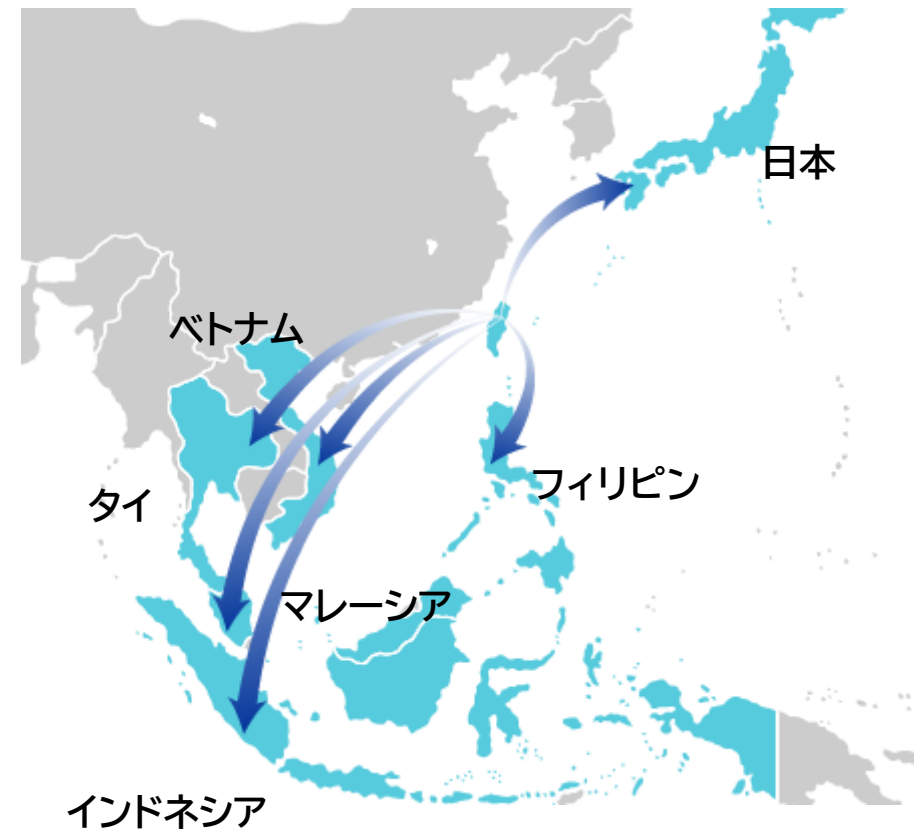 日本
ベトナム
フィリピン
タイ
マレーシア
インドネシア